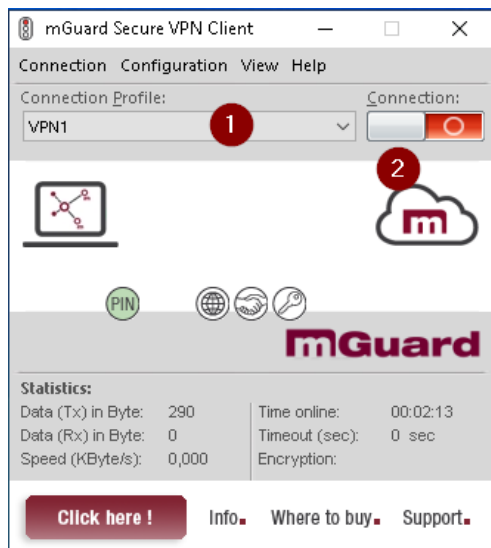 mGuard Secure VPN Client
Connection Configuration View Help
Connection Profile: Connection:
VPN1 1
2
m
PIN
mGuard
Statistics:
Data (Tx) in Byte: 290 Time online: 00:02:13
Data (Rx) in Byte: 0 Timeout (sec): 0 sec
Speed (KByte/s): 0,000 Encryption:
Click here ! Info. Where to buy. Support.